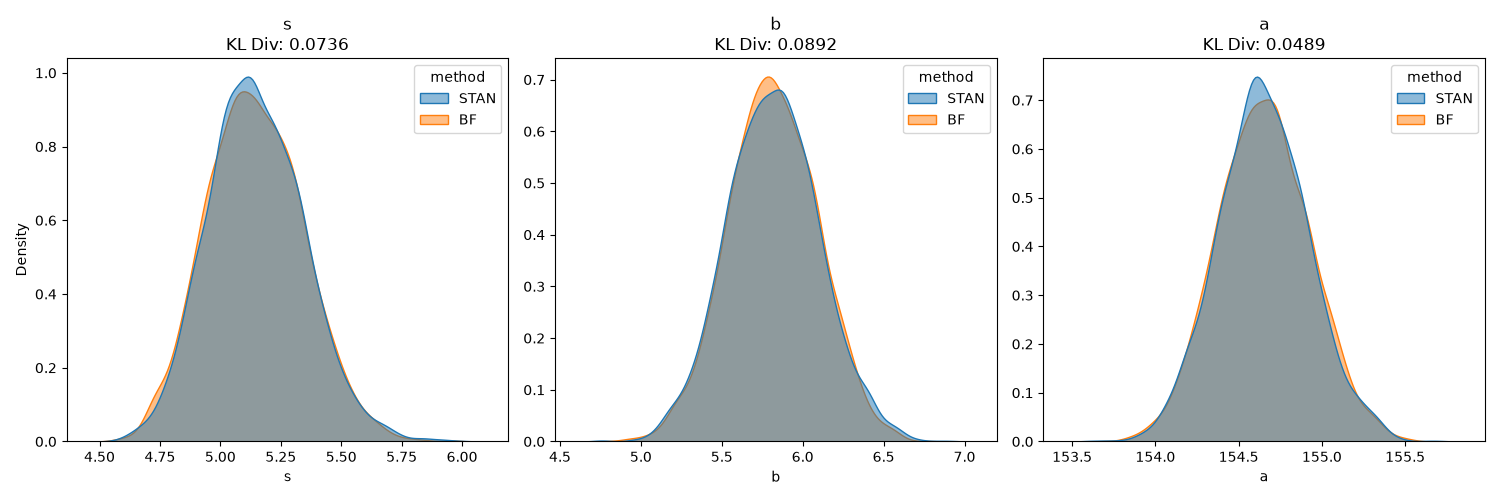 s
KL Div: 0.0736
method
STAN
BF
Density
1.0
0.8
0.6
0.4
0.2
0.0
4.50 4.75 5.00 5.25 5.50 5.75 6.00
s
b
KL Div: 0.0892
method
STAN
BF
0.7
0.6
0.5
0.4
0.3
0.2
0.1
0.0
4.5 5.0 5.5 6.0 6.5 7.0
b
a
KL Div: 0.0489
method
STAN
BF
0.7
0.6
0.5
0.4
0.3
0.2
0.1
0.0
153.5 154.0 154.5 155.0 155.5
a